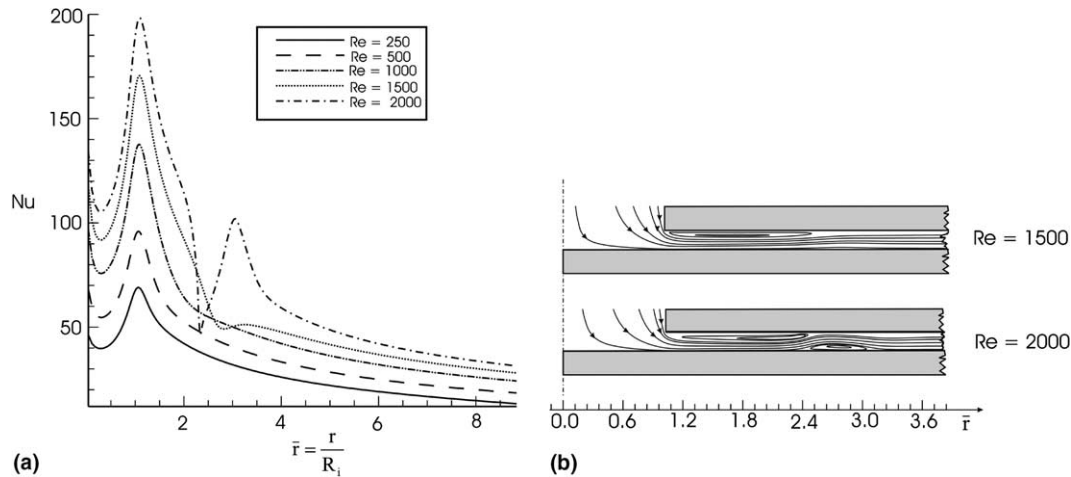 200
150
Nu
100
50
2
4
6
8
Re = 250
Re = 500
Re = 1000
Re = 1500
Re = 2000
r̄ = r / R_i
(a)
Re = 1500
Re = 2000
0.0 0.6 1.2 1.8 2.4 3.0 3.6 r̄
(b)